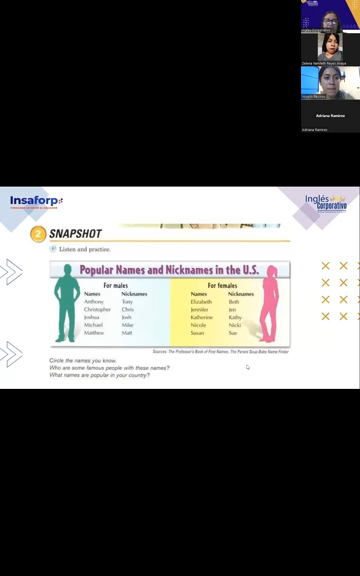 Adriana Ramirez
Adriana Ramirez
Insaforp
Inglés
Corporativo
2 SNAPSHOT
Listen and practice.
Popular Names and Nicknames in the U.S.
For males For females
Names Nicknames Names Nicknames
Anthony Tony Elizabeth Beth
Christopher Chris Jennifer Jen
Joshua Josh Katherine Kathy
Michael Mike Nicole Nicki
Matthew Matt Susan Sue
Sources: The Professor's Book of First Names, The Parent Soup Baby Name Finder
Circle the names you know.
Who are some famous people with these names?
What names are popular in your country?